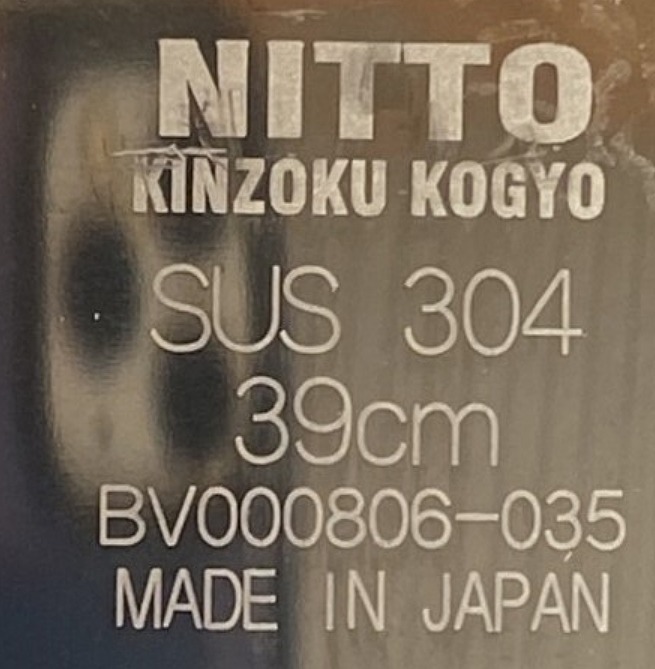 NITTO
KINZOKU KOGYO
SUS 304
39cm
BV000806-035
MADE IN JAPAN